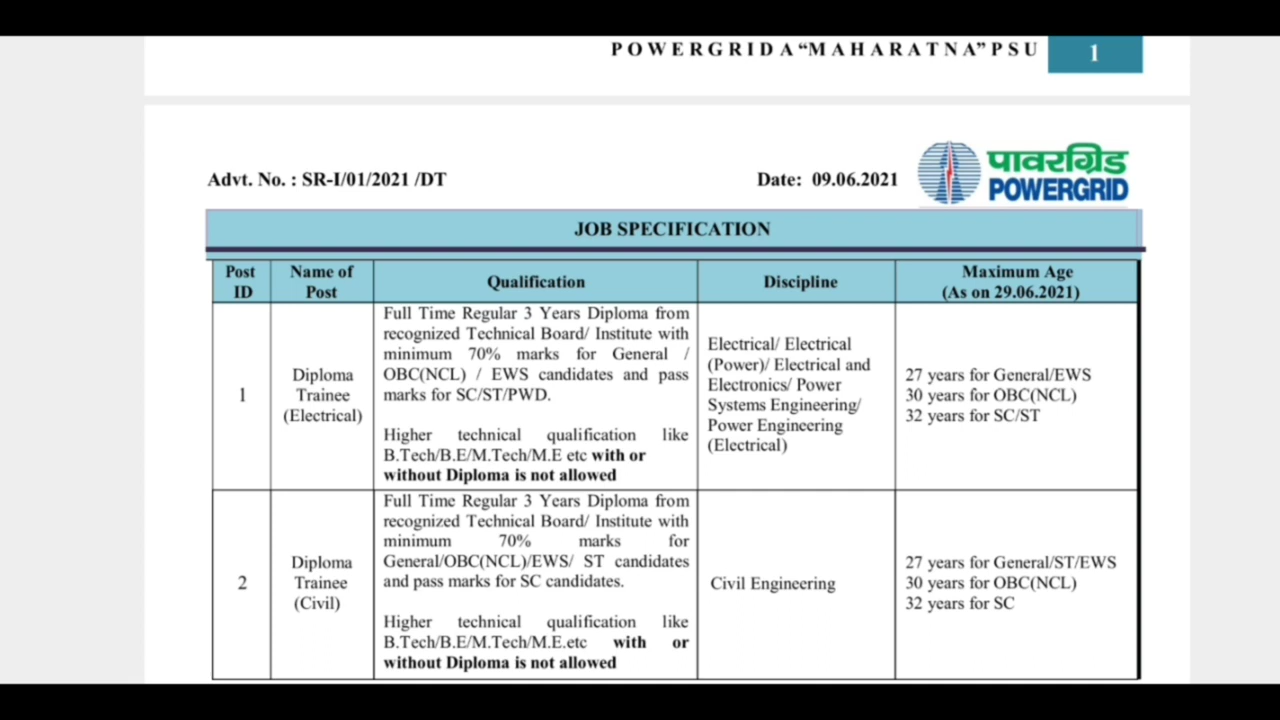 POWERGRID A “MAHARATNA” PSU
1
Advt. No. : SR-I/01/2021 /DT
Date: 09.06.2021
पावरग्रिड
POWERGRID
JOB SPECIFICATION
Post ID
Name of Post
Qualification
Discipline
Maximum Age
(As on 29.06.2021)
1
Diploma
Trainee
(Electrical)
Full Time Regular 3 Years Diploma from
recognized Technical Board/ Institute with
minimum 70% marks for General /
OBC(NCL) / EWS candidates and pass
marks for SC/ST/PWD.
Higher technical qualification like
B.Tech/B.E/M.Tech/M.E etc with or
without Diploma is not allowed
Electrical/ Electrical
(Power)/ Electrical and
Electronics/ Power
Systems Engineering/
Power Engineering
(Electrical)
27 years for General/EWS
30 years for OBC(NCL)
32 years for SC/ST
2
Diploma
Trainee
(Civil)
Full Time Regular 3 Years Diploma from
recognized Technical Board/ Institute with
minimum 70% marks for
General/OBC(NCL)/EWS/ ST candidates
and pass marks for SC candidates.
Higher technical qualification like
B.Tech/B.E/M.Tech/M.E.etc with or
without Diploma is not allowed
Civil Engineering
27 years for General/ST/EWS
30 years for OBC(NCL)
32 years for SC